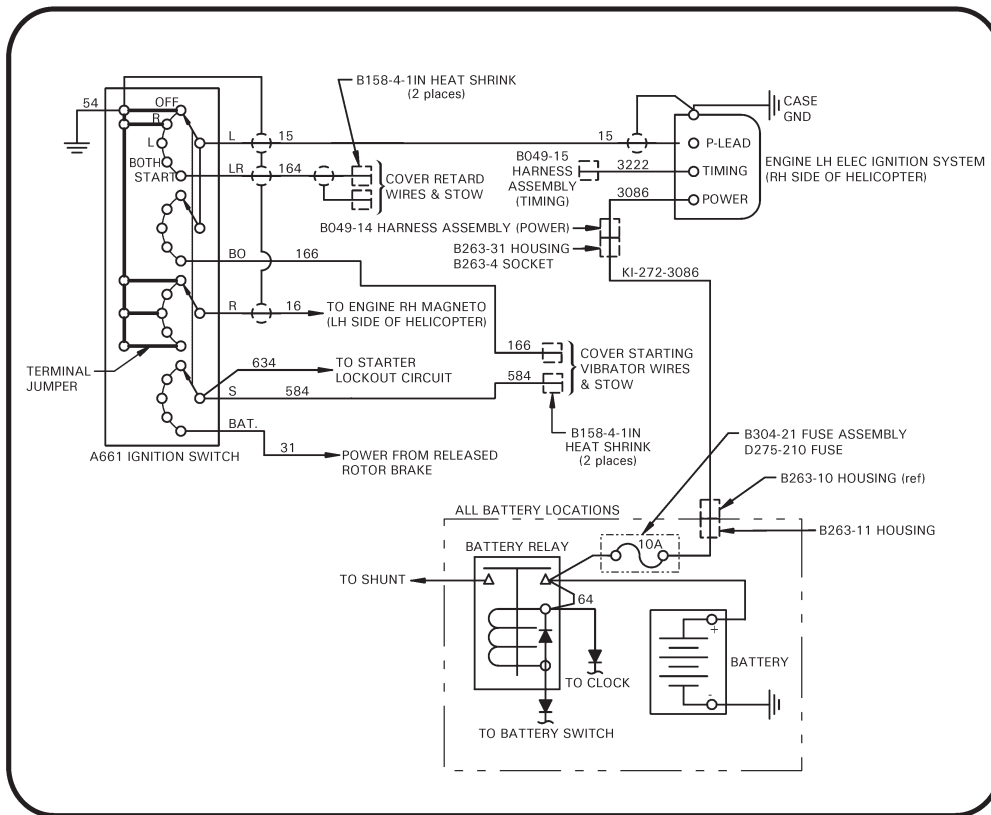 B158-4-1IN HEAT SHRINK
(2 places)
54
OFF
R
L
BOTH
START
L
15
15
CASE
GND
P-LEAD
TIMING
POWER
ENGINE LH ELEC IGNITION SYSTEM
(RH SIDE OF HELICOPTER)
LR
164
COVER RETARD
WIRES & STOW
B049-15
HARNESS
ASSEMBLY
(TIMING)
3222
3086
B049-14 HARNESS ASSEMBLY (POWER)
B263-31 HOUSING
B263-4 SOCKET
KI-272-3086
BO
166
R
16
TO ENGINE RH MAGNETO
(LH SIDE OF HELICOPTER)
166
584
COVER STARTING
VIBRATOR WIRES
& STOW
TERMINAL
JUMPER
634
TO STARTER
LOCKOUT CIRCUIT
S
584
BAT.
31
POWER FROM RELEASED
ROTOR BRAKE
A661 IGNITION SWITCH
B158-4-1IN
HEAT SHRINK
(2 places)
B304-21 FUSE ASSEMBLY
D275-210 FUSE
B263-10 HOUSING (ref)
B263-11 HOUSING
ALL BATTERY LOCATIONS
BATTERY RELAY
10A
TO SHUNT
64
TO CLOCK
TO BATTERY SWITCH
+
BATTERY
-